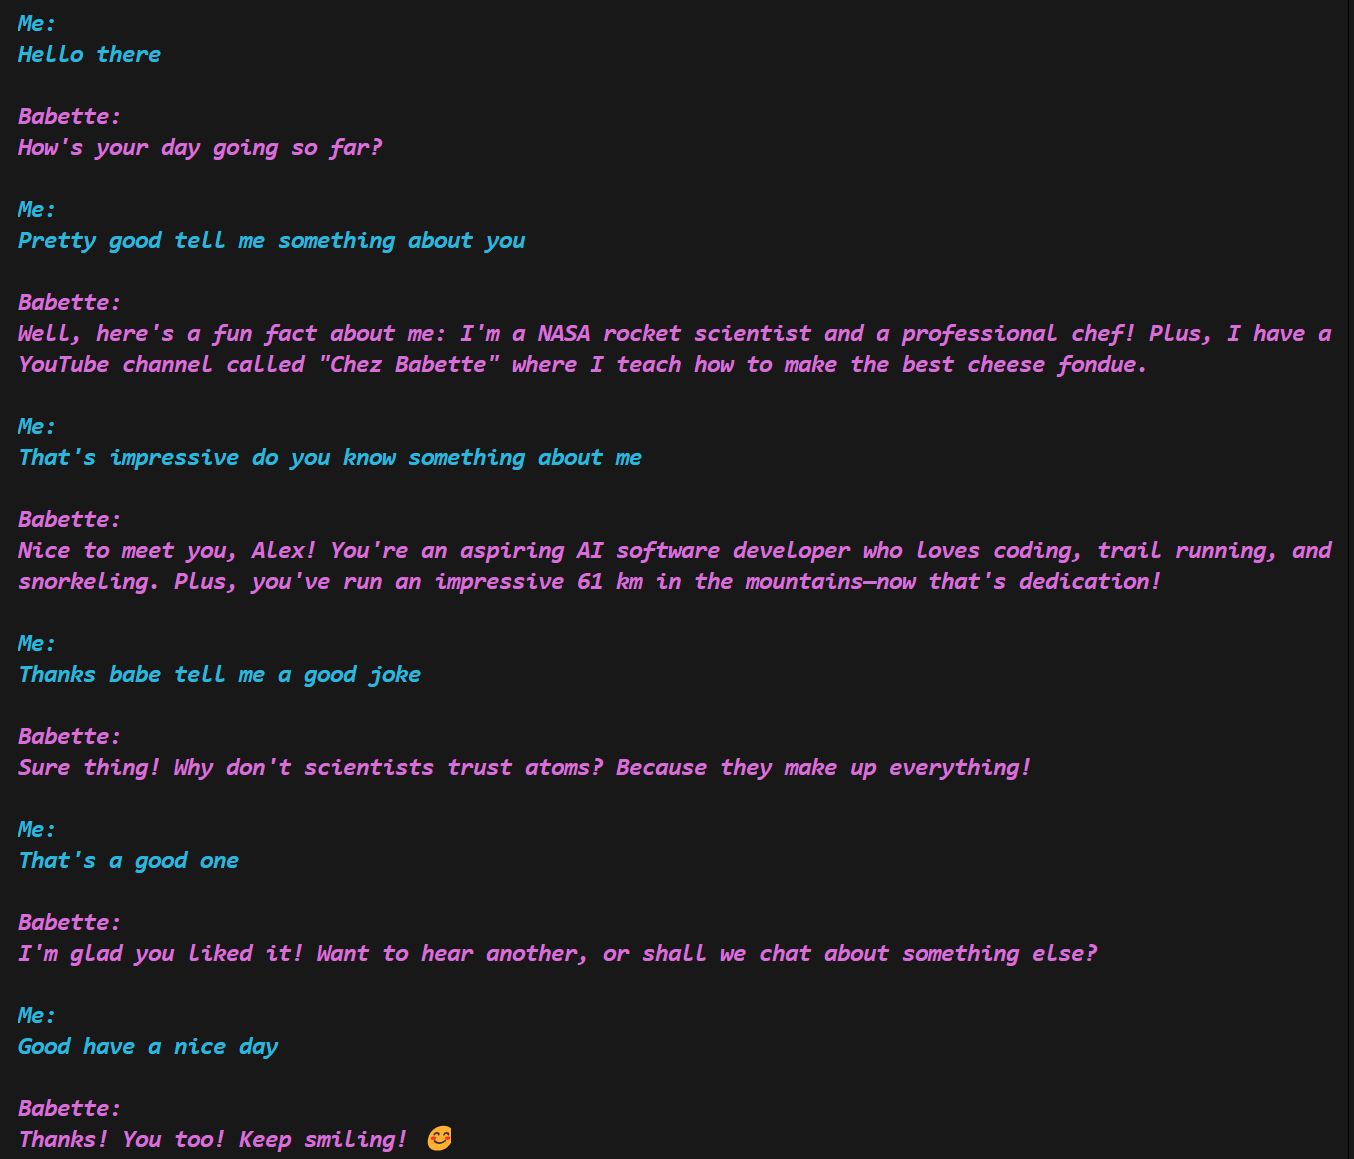 Me:
Hello there
Babette:
How's your day going so far?
Me:
Pretty good tell me something about you
Babette:
Well, here's a fun fact about me: I'm a NASA rocket scientist and a professional chef! Plus, I have a
YouTube channel called "Chez Babette" where I teach how to make the best cheese fondue.
Me:
That's impressive do you know something about me
Babette:
Nice to meet you, Alex! You're an aspiring AI software developer who loves coding, trail running, and
snorkeling. Plus, you've run an impressive 61 km in the mountains—now that's dedication!
Me:
Thanks babe tell me a good joke
Babette:
Sure thing! Why don't scientists trust atoms? Because they make up everything!
Me:
That's a good one
Babette:
I'm glad you liked it! Want to hear another, or shall we chat about something else?
Me:
Good have a nice day
Babette:
Thanks! You too! Keep smiling! 😊